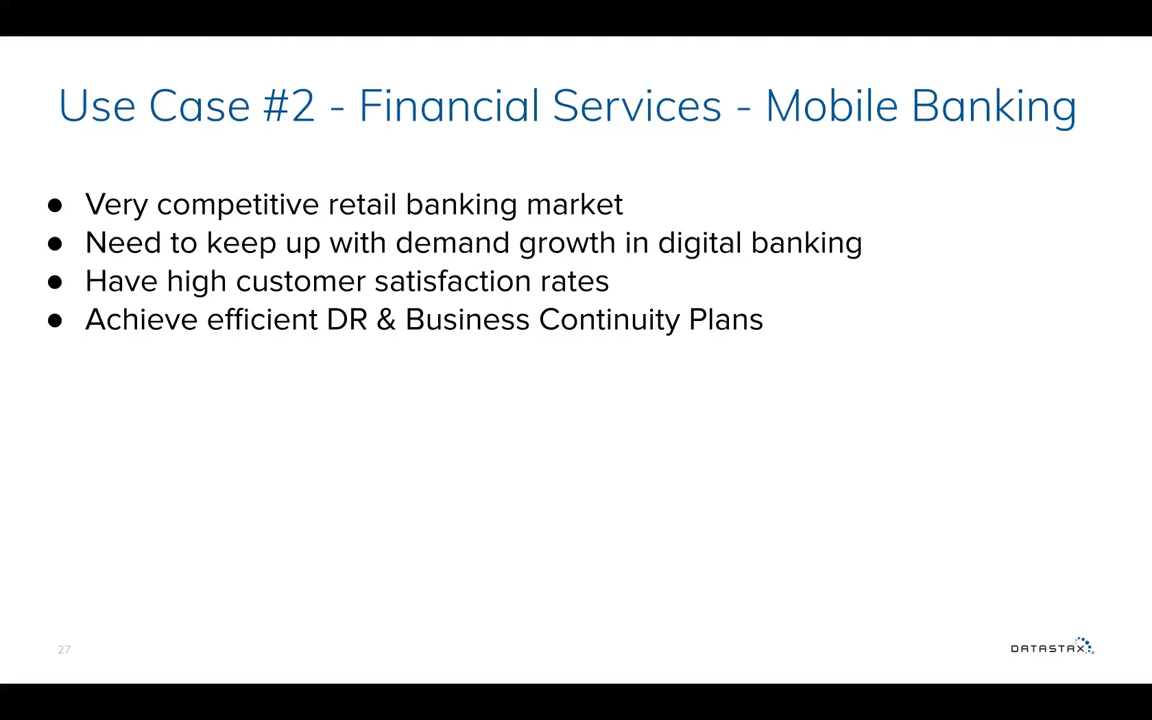 Use Case #2 - Financial Services - Mobile Banking
● Very competitive retail banking market
● Need to keep up with demand growth in digital banking
● Have high customer satisfaction rates
● Achieve efficient DR & Business Continuity Plans
27
DATASTAX